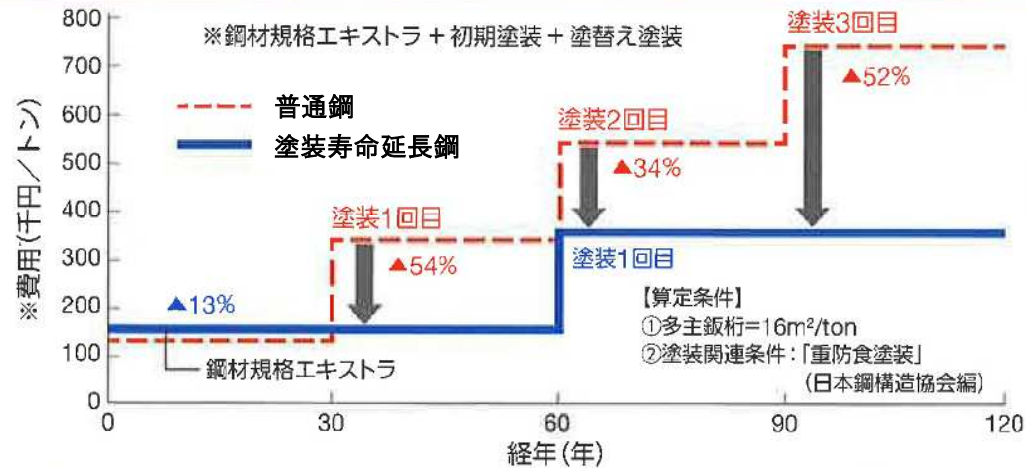 800
700
600
500
400
300
200
100
0
※費用(千円/トン)
※鋼材規格エキストラ+初期塗装+塗替え塗装
普通鋼
塗装寿命延長鋼
塗装3回目
▲52%
塗装2回目
▲34%
塗装1回目
▲54%
塗装1回目
▲13%
鋼材規格エキストラ
【算定条件】
①多主鈑桁=16m²/ton
②塗装関連条件:「重防食塗装」
(日本鋼構造協会編)
0
30
60
90
120
経年(年)